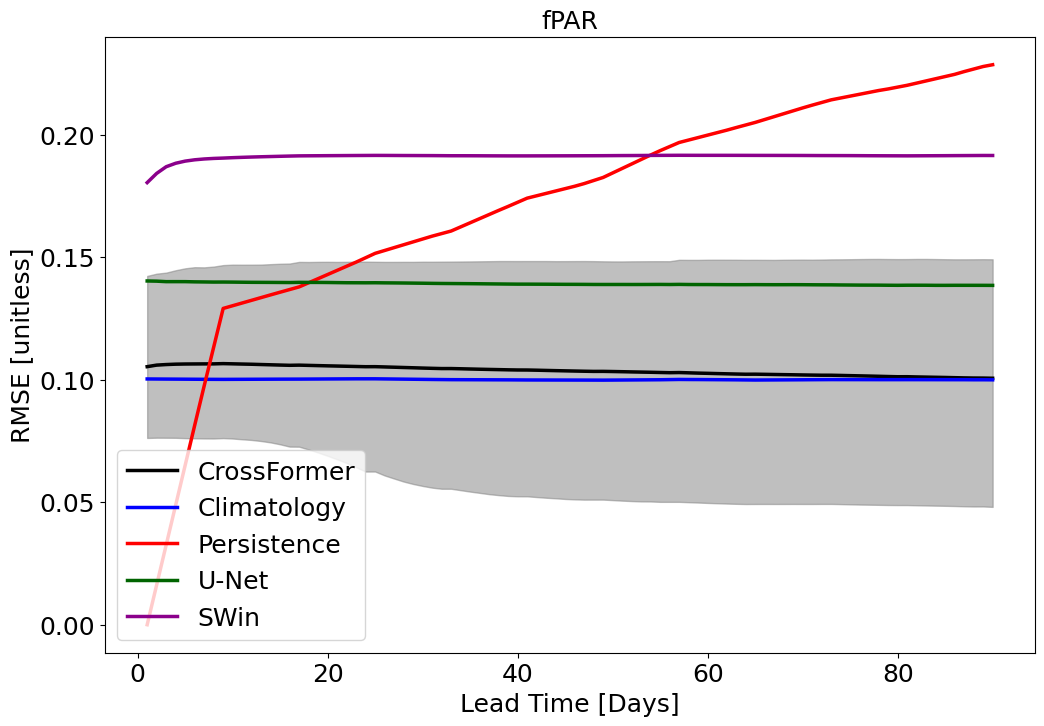 fPAR
RMSE [unitless]
0.20
0.15
0.10
0.05
0.00
CrossFormer
Climatology
Persistence
U-Net
SWin
0 20 40 60 80
Lead Time [Days]